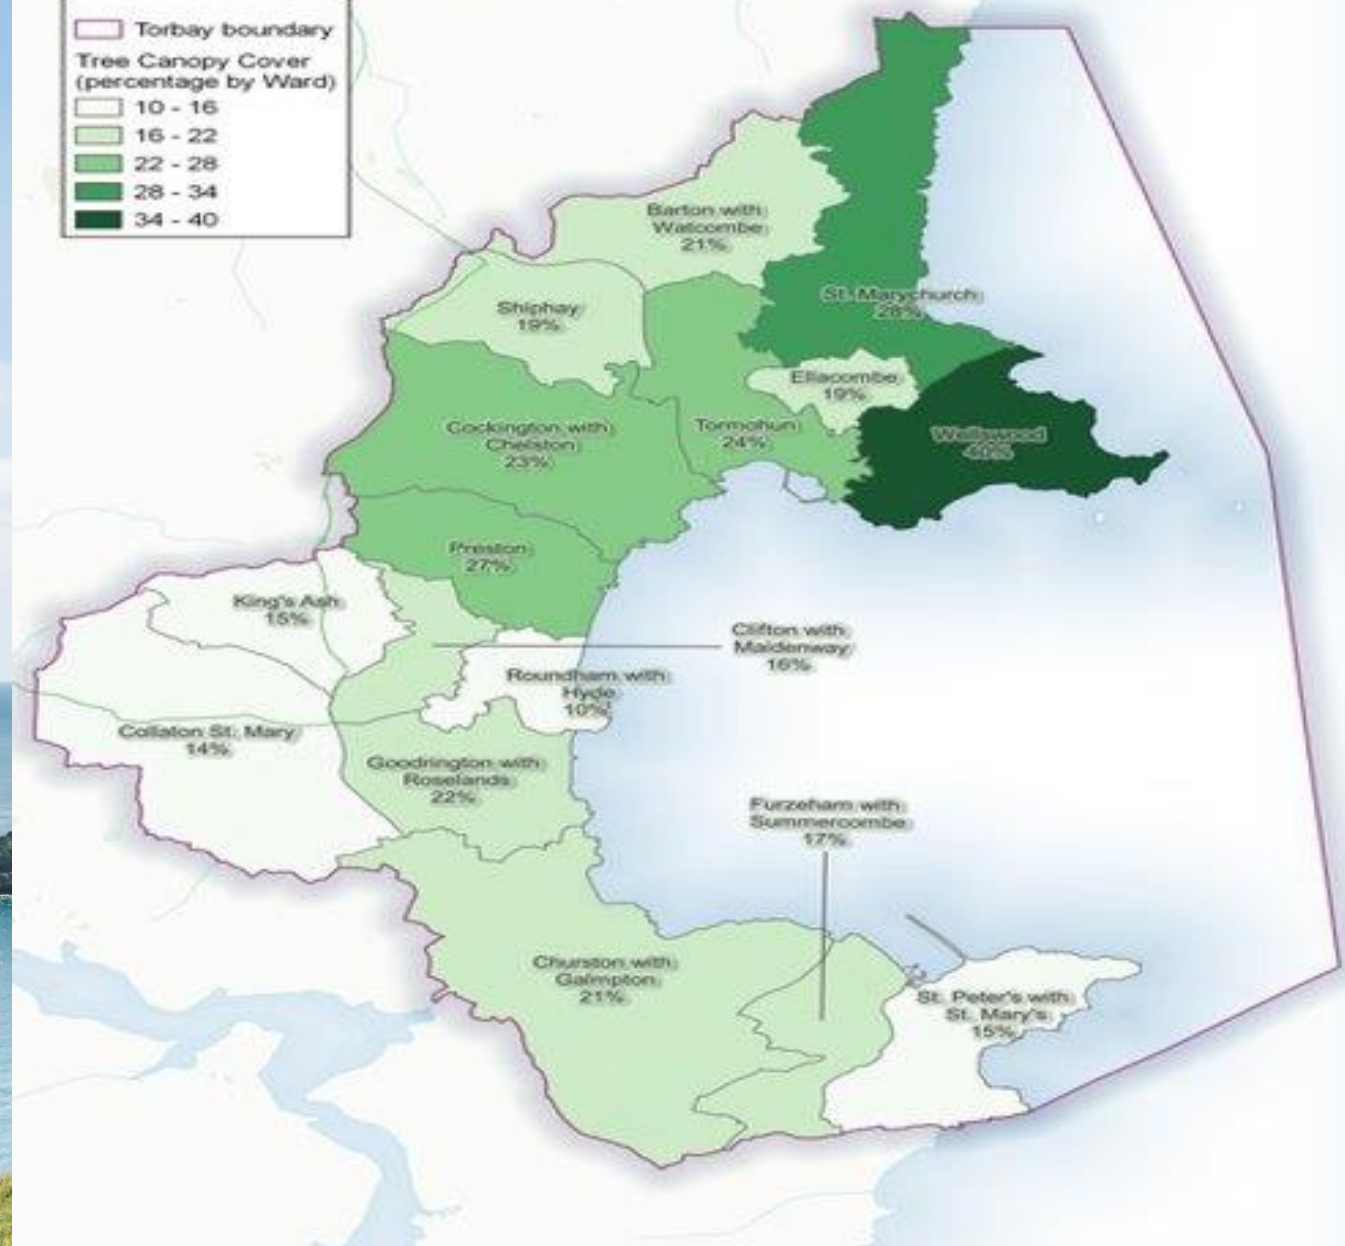 Torbay boundary
Tree Canopy Cover
(percentage by Ward)
10 - 16
16 - 22
22 - 28
28 - 34
34 - 40
Barton with
Watcombe
21%
Shiphay
19%
St. Marychurch
28%
Ellacombe
19%
Cockington with
Chelston
23%
Tormohun
24%
Wellswood
40%
Preston
27%
King's Ash
15%
Clifton with
Maidenway
16%
Roundham with
Hyde
10%
Collaton St. Mary
14%
Goodrington with
Roselands
22%
Furzeham with
Summercombe
17%
Churston with
Galmpton
21%
St. Peter's with
St. Mary's
15%